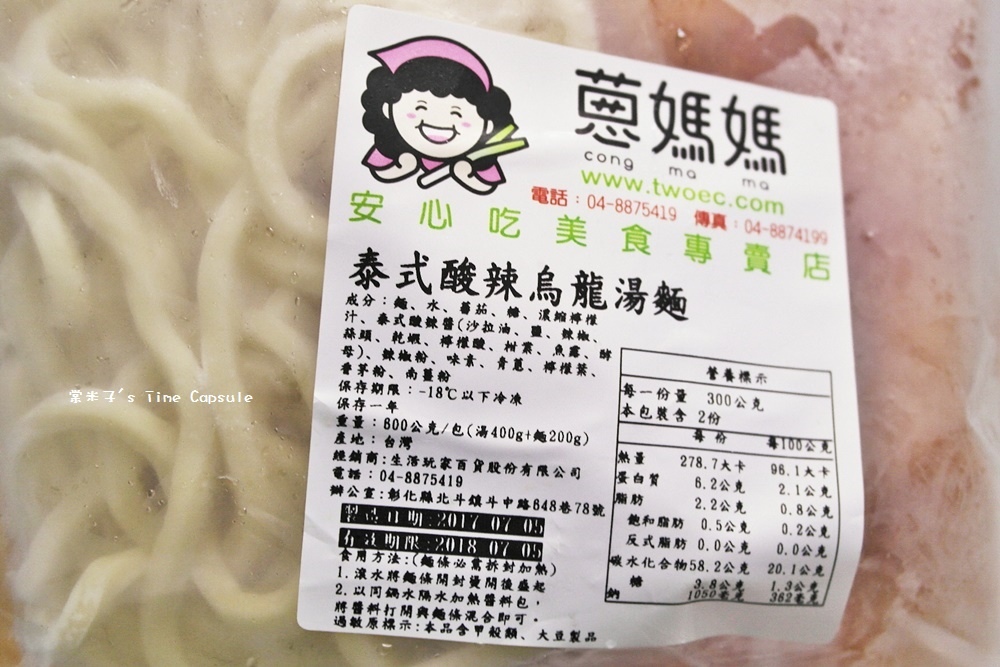 蔥媽媽
cong ma ma
www.twoec.com
電話：04-8875419 傳真：04-8874199
安心吃美食專賣店
泰式酸辣烏龍湯麵
成分：麵、水、蕃茄、糖、濃縮檸檬
汁、泰式酸辣醬(沙拉油、鹽、辣椒、
蒜頭、乾蝦、檸檬酸、柑菓、魚露、酵
母)、辣椒粉、味素、青蔥、檸檬葉、
香茅粉、南薑粉
保存期限：-18℃以下冷凍
保存一年
重量：600公克/包(湯400g+麵200g)
產地：台灣
經銷商:生活玩家百貨股份有限公司
電話：04-8875419
辦公室:彰化縣北斗鎮斗中路648巷78號
製造日期:2017 07 05
有效期限:2018 07 05
食用方法:(麵條必當拆封加熱)
1.滾水將麵條開封燙開後盛起
2.以同鍋水隔水加熱醬料包，
將醬料打開與麵條混合即可。
過敏原標示:本品含甲殼類、大豆製品
營養標示
每一份量 300公克
本包裝含 2份
每份 每100公克
熱量 278.7大卡 96.1大卡
蛋白質 6.2公克 2.1公克
脂肪 2.2公克 0.8公克
飽和脂肪 0.5公克 0.2公克
反式脂肪 0.0公克 0.0公克
碳水化合物 58.2公克 20.1公克
糖 3.8公克 1.3公克
鈉 1050毫克 362毫克
棠米子's Time Capsule